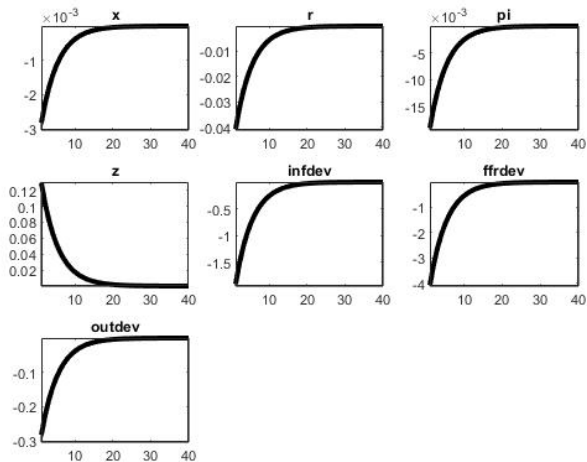 ×10⁻³ x
-1
-2
-3
10 20 30 40
r
-0.01
-0.02
-0.03
-0.04
10 20 30 40
×10⁻³ pi
-5
-10
-15
10 20 30 40
z
0.12
0.1
0.08
0.06
0.04
0.02
10 20 30 40
infdev
-0.5
-1
-1.5
10 20 30 40
ffrdev
-1
-2
-3
-4
10 20 30 40
outdev
-0.1
-0.2
-0.3
10 20 30 40